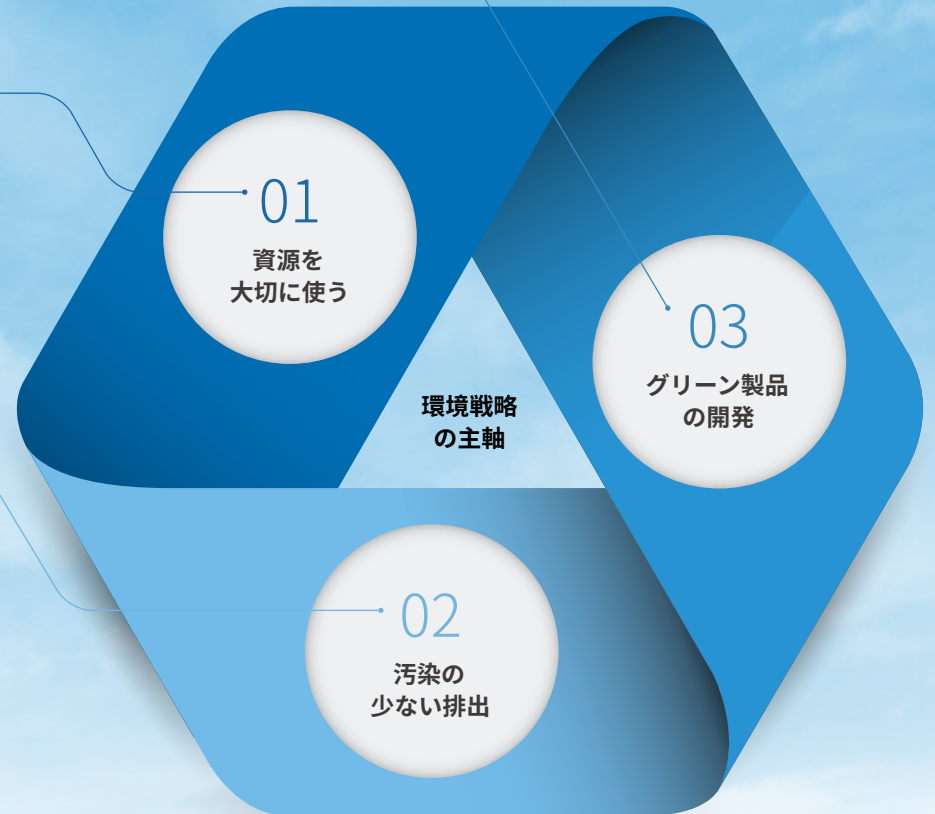 01
資源を
大切に使う
03
グリーン製品
の開発
環境戦略
の主軸
02
汚染の
少ない排出